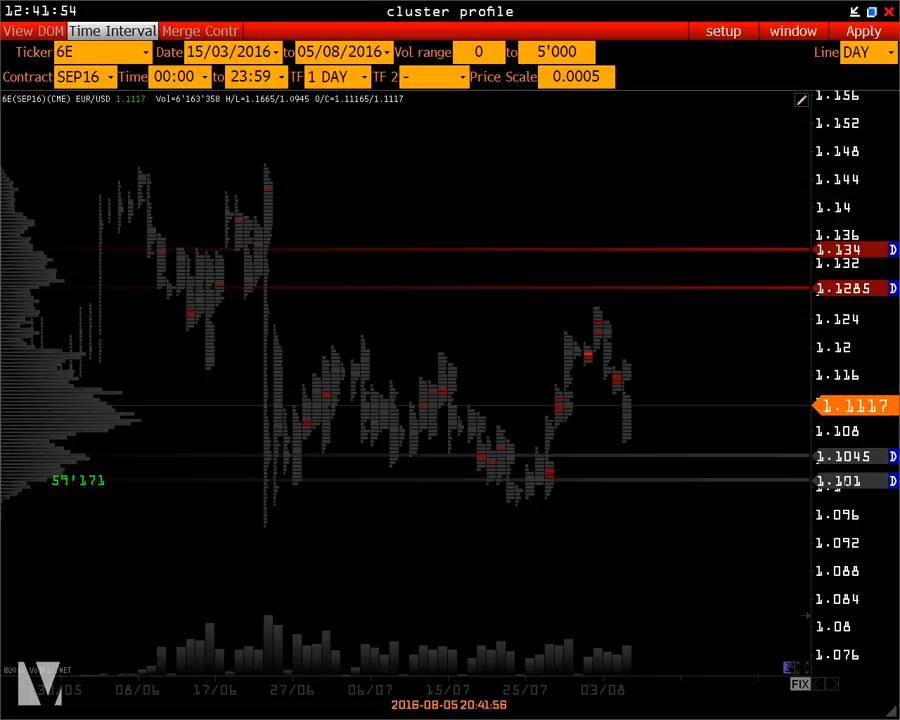 12:41:54 cluster profile
View DOM Time Interval Merge Contr setup window Apply
Ticker 6E Date 15/03/2016 to 05/08/2016 Vol range 0 to 5'000 Line DAY
Contract SEP16 Time 00:00 to 23:59 TF 1 DAY TF 2 - Price Scale 0.0005
6E(SEP16)(CME) EUR/USD 1.1117 Vol=6'163'358 H/L=1.1665/1.0945 O/C=1.11165/1.1117
1.156
1.152
1.148
1.144
1.14
1.136
1.134 D
1.132
1.1285 D
1.124
1.12
1.116
1.1117
1.108
1.1045 D
59'171 1.101 D
1.096
1.092
1.088
1.084
1.08
1.076
FIX
30/05 08/06 17/06 27/06 06/07 15/07 25/07 03/08
2016-08-05 20:41:56